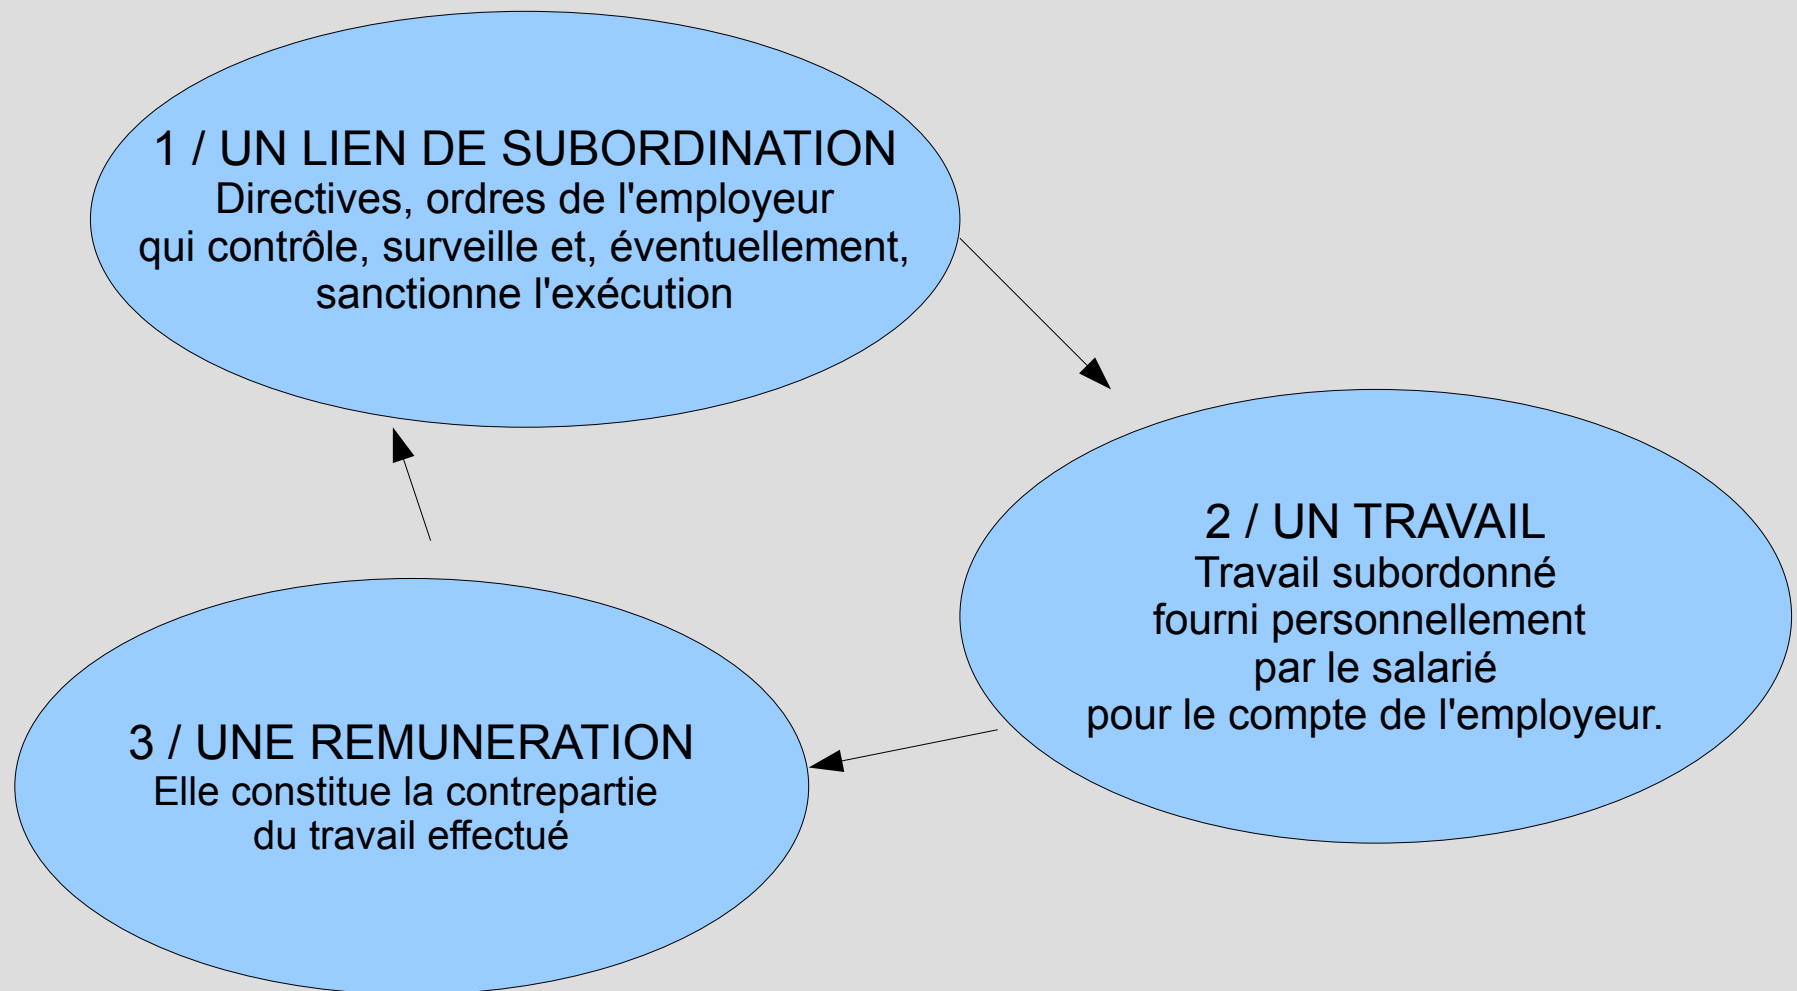 1 / UN LIEN DE SUBORDINATION
Directives, ordres de l'employeur
qui contrôle, surveille et, éventuellement,
sanctionne l'exécution
2 / UN TRAVAIL
Travail subordonné
fourni personnellement
par le salarié
pour le compte de l'employeur.
3 / UNE REMUNERATION
Elle constitue la contrepartie
du travail effectué